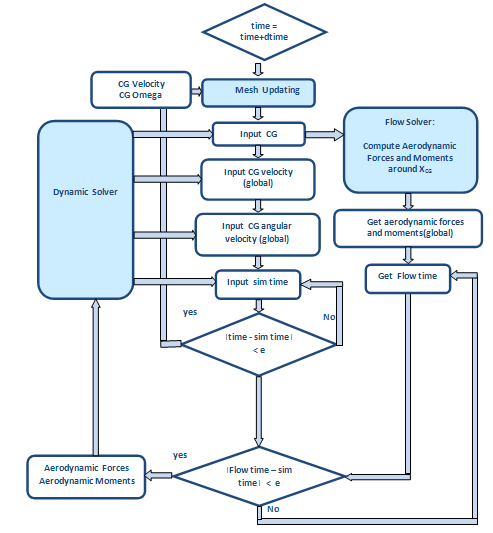 time =
time+dtime
CG Velocity
CG Omega
Mesh Updating
Input CG
Flow Solver:
Compute Aerodynamic
Forces and Moments
around XCG
Dynamic Solver
Input CG velocity
(global)
Input CG angular
velocity (global)
Get aerodynamic forces
and moments(global)
Input sim time
Get Flow time
yes
No
|time - sim time|
< e
yes
|Flow time – sim
time| < e
Aerodynamic Forces
Aerodynamic Moments
No